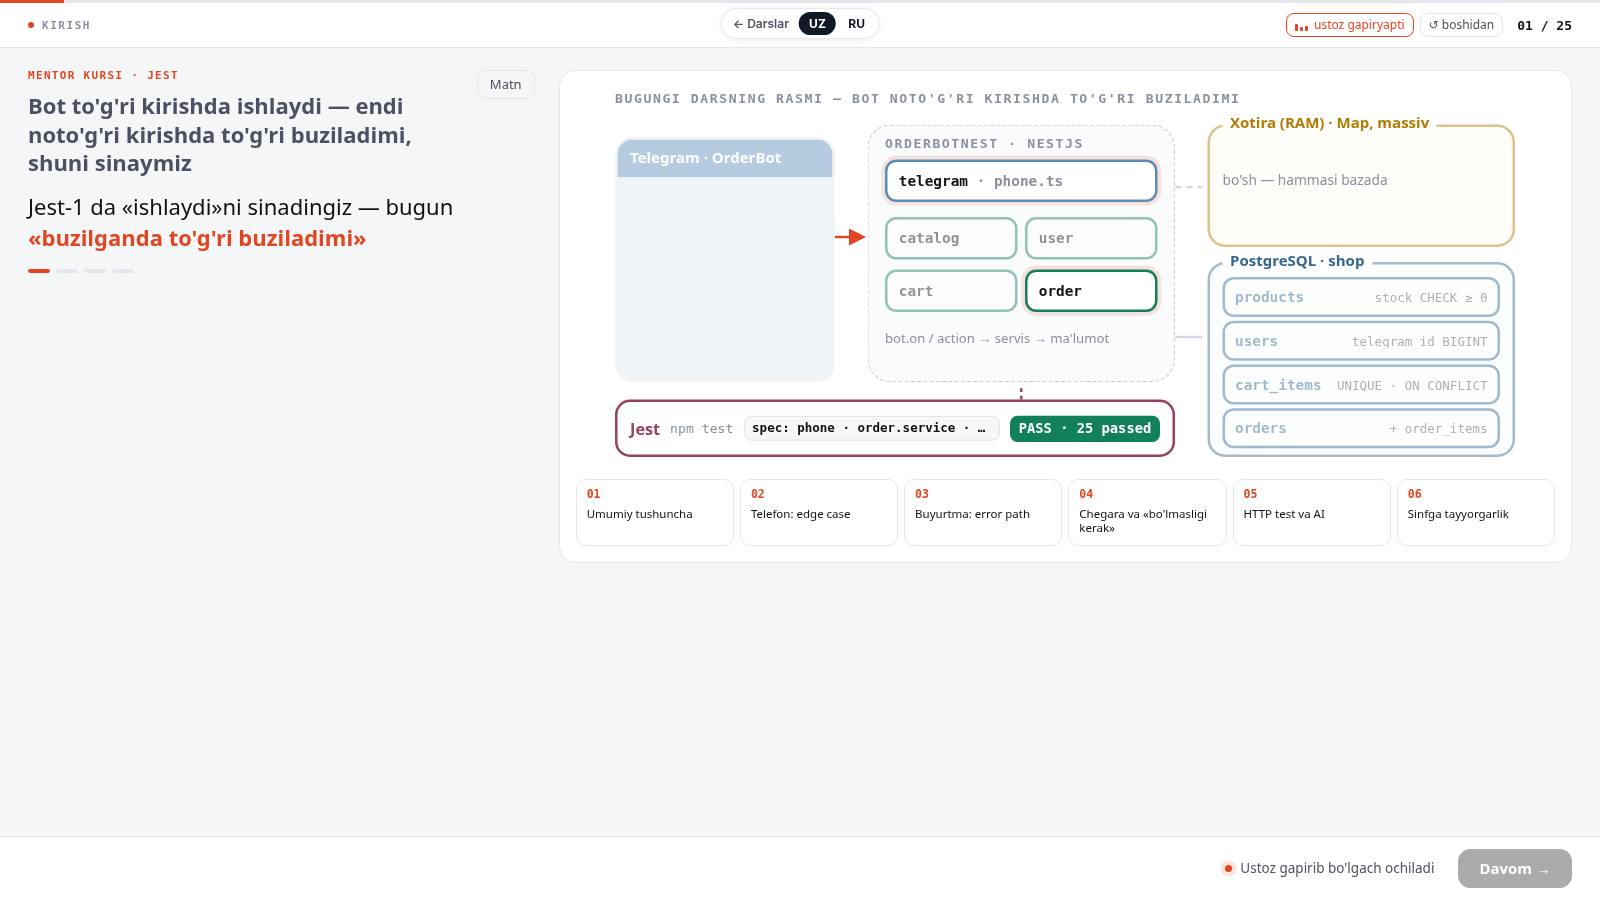 KIRISH
← Darslar UZ RU
ustoz gapiryapti
↺ boshidan
01 / 25
MENTOR KURSI · JEST
Matn
Bot to'g'ri kirishda ishlaydi — endi
noto'g'ri kirishda to'g'ri buziladimi,
shuni sinaymiz
Jest-1 da «ishlaydi»ni sinadingiz — bugun
«buzilganda to'g'ri buziladimi»
BUGUNGI DARSNING RASMI — BOT NOTO'G'RI KIRISHDA TO'G'RI BUZILADIMI
Telegram · OrderBot
ORDERBOTNEST · NESTJS
telegram · phone.ts
catalog
user
cart
order
bot.on / action → servis → ma'lumot
Xotira (RAM) · Map, massiv
bo'sh — hammasi bazada
PostgreSQL · shop
products stock CHECK ≥ 0
users telegram_id BIGINT
cart_items UNIQUE · ON CONFLICT
orders + order_items
Jest npm test spec: phone · order.service · … PASS · 25 passed
01
Umumiy tushuncha
02
Telefon: edge case
03
Buyurtma: error path
04
Chegara va «bo'lmasligi
kerak»
05
HTTP test va AI
06
Sinfga tayyorgarlik
Ustoz gapirib bo'lgach ochiladi
Davom →